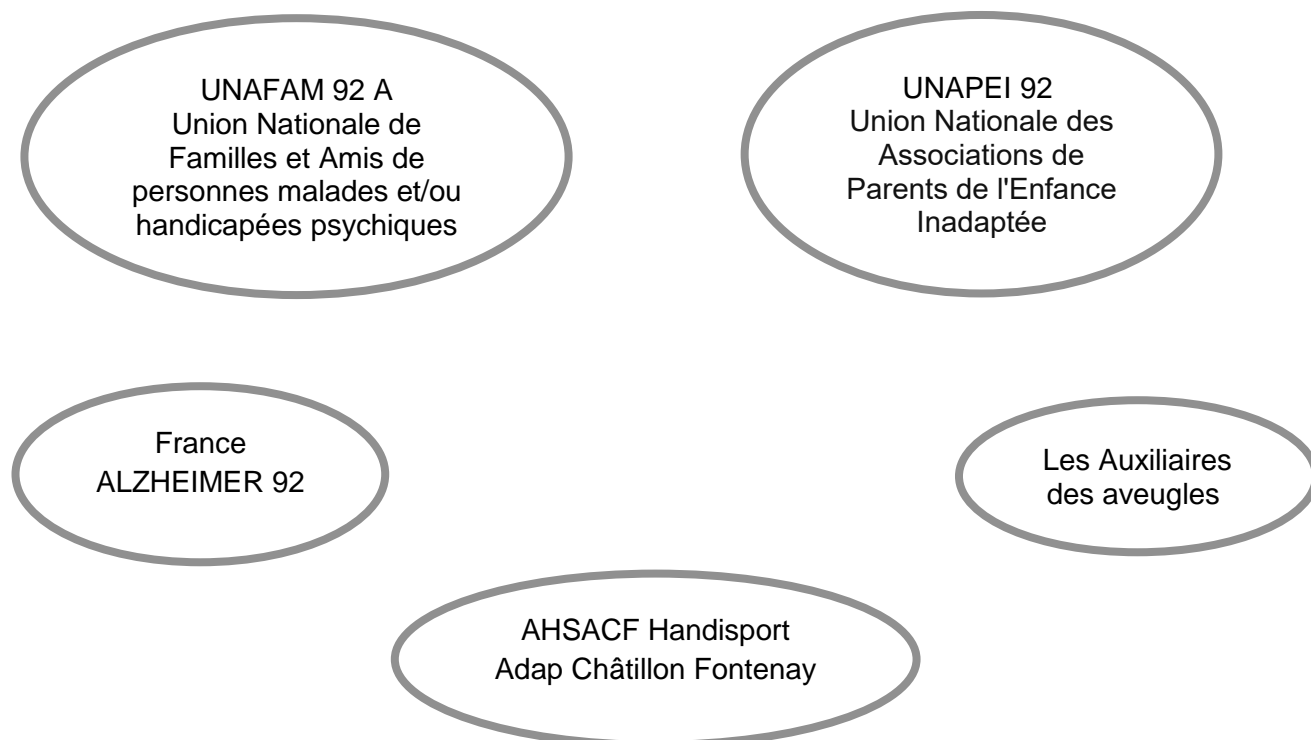 UNAFAM 92 A
Union Nationale de
Familles et Amis de
personnes malades et/ou
handicapées psychiques
UNAPEI 92
Union Nationale des
Associations de
Parents de l'Enfance
Inadaptée
France
ALZHEIMER 92
Les Auxiliaires
des aveugles
AHSACF Handisport
Adap Châtillon Fontenay